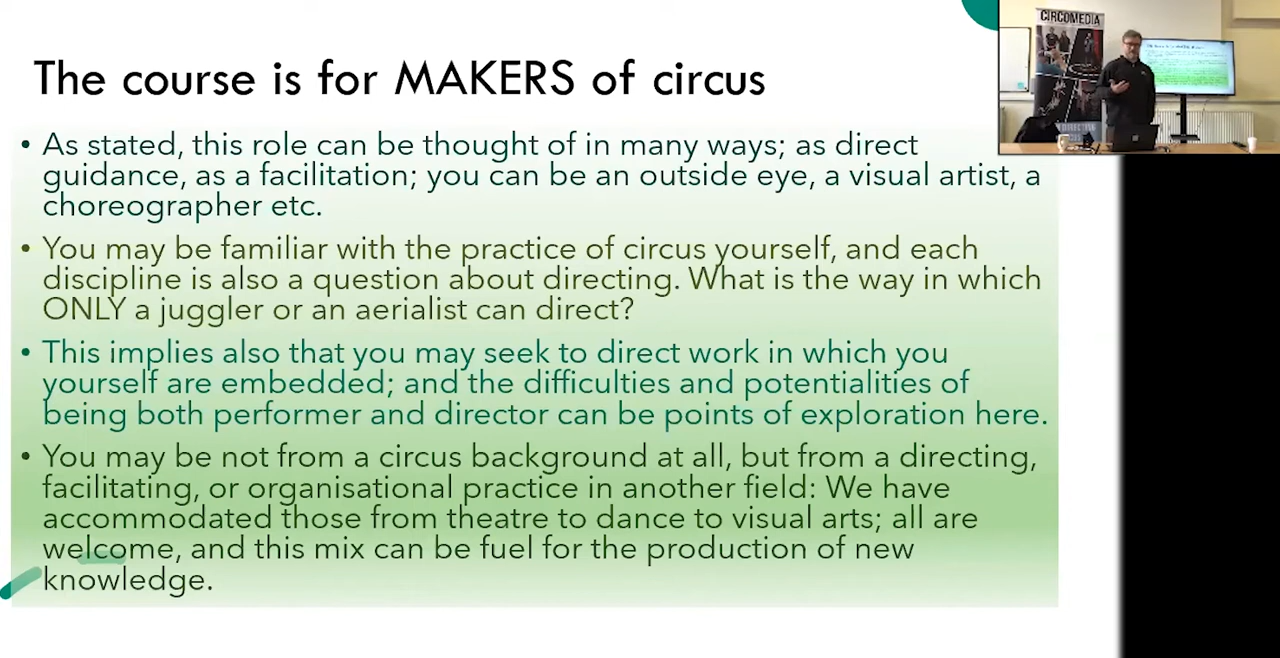 The course is for MAKERS of circus
• As stated, this role can be thought of in many ways; as direct
guidance, as a facilitation; you can be an outside eye, a visual artist, a
choreographer etc.
• You may be familiar with the practice of circus yourself, and each
discipline is also a question about directing. What is the way in which
ONLY a juggler or an aerialist can direct?
• This implies also that you may seek to direct work in which you
yourself are embedded; and the difficulties and potentialities of
being both performer and director can be points of exploration here.
• You may be not from a circus background at all, but from a directing,
facilitating, or organisational practice in another field: We have
accommodated those from theatre to dance to visual arts; all are
welcome, and this mix can be fuel for the production of new
knowledge.
CIRCOMEDIA